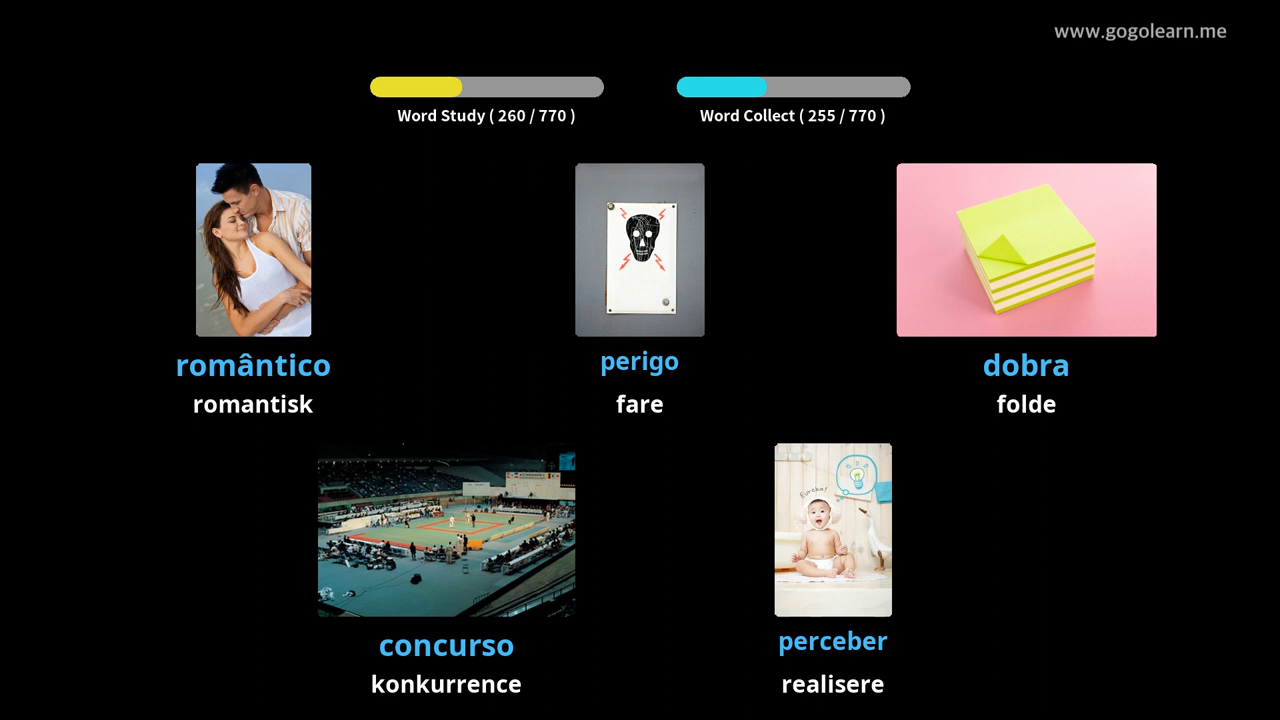 www.gogolearn.me
Word Study ( 260 / 770 )
Word Collect ( 255 / 770 )
romântico
romantisk
perigo
fare
dobra
folde
Eureka!
concurso
konkurrence
perceber
realisere